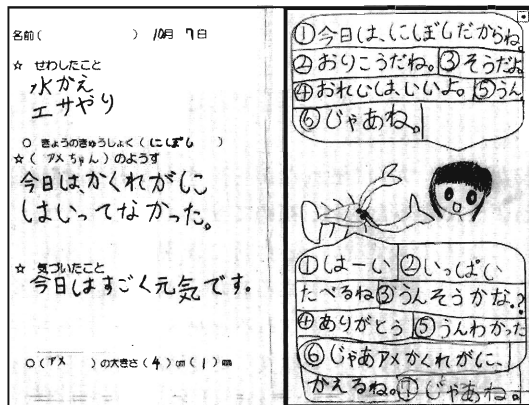 名前( ) 10月 7日
☆ せわしたこと
水かえ
エサやり
○ きょうのきゅうしょく(にぼし)
☆(アメちゃん)のようす
今日は、かくれがに
はいってなかった。
☆ 気づいたこと
今日はすごく元気です。
○(アメ)の大きさ(4)cm(1)mm
①今日は、にぼしだからね
②おりこうだね。③そうだよ
④おれいは、いいよ。⑤うん
⑥じゃあね。
①はーい ②いっぱい
たべるね③うんそうかな。?
④ありがとう ⑤うんわかった
⑥じゃあアメかくれがに、
かえるね。⑦じゃあね。